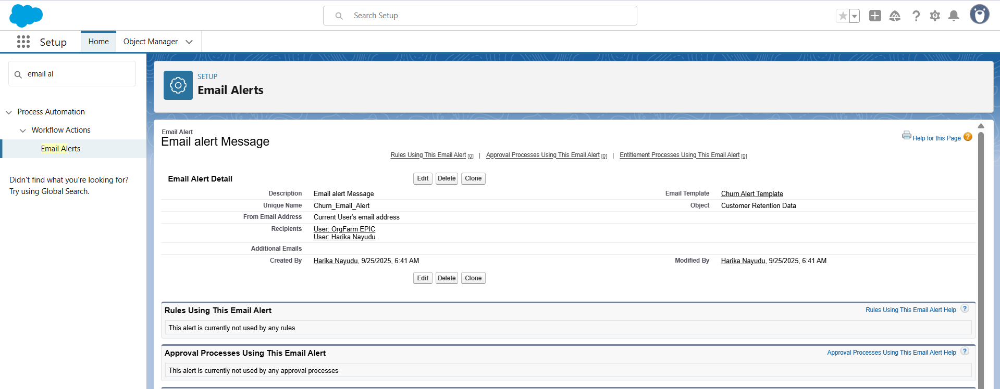 Search Setup
Setup
Home
Object Manager
email al
Process Automation
Workflow Actions
Email Alerts
Didn't find what you're looking for?
Try using Global Search.
SETUP
Email Alerts
Email Alert
Email alert Message
Help for this Page ?
Rules Using This Email Alert [0] | Approval Processes Using This Email Alert [0] | Entitlement Processes Using This Email Alert [0]
Email Alert Detail Edit Delete Clone
Description Email alert Message Email Template Churn Alert Template
Unique Name Churn_Email_Alert Object Customer Retention Data
From Email Address Current User's email address
Recipients User: OrgFarm EPIC
User: Harika Nayudu
Additional Emails
Created By Harika Nayudu, 9/25/2025, 6:41 AM Modified By Harika Nayudu, 9/25/2025, 6:41 AM
Edit Delete Clone
Rules Using This Email Alert Rules Using This Email Alert Help ?
This alert is currently not used by any rules
Approval Processes Using This Email Alert Approval Processes Using This Email Alert Help ?
This alert is currently not used by any approval processes